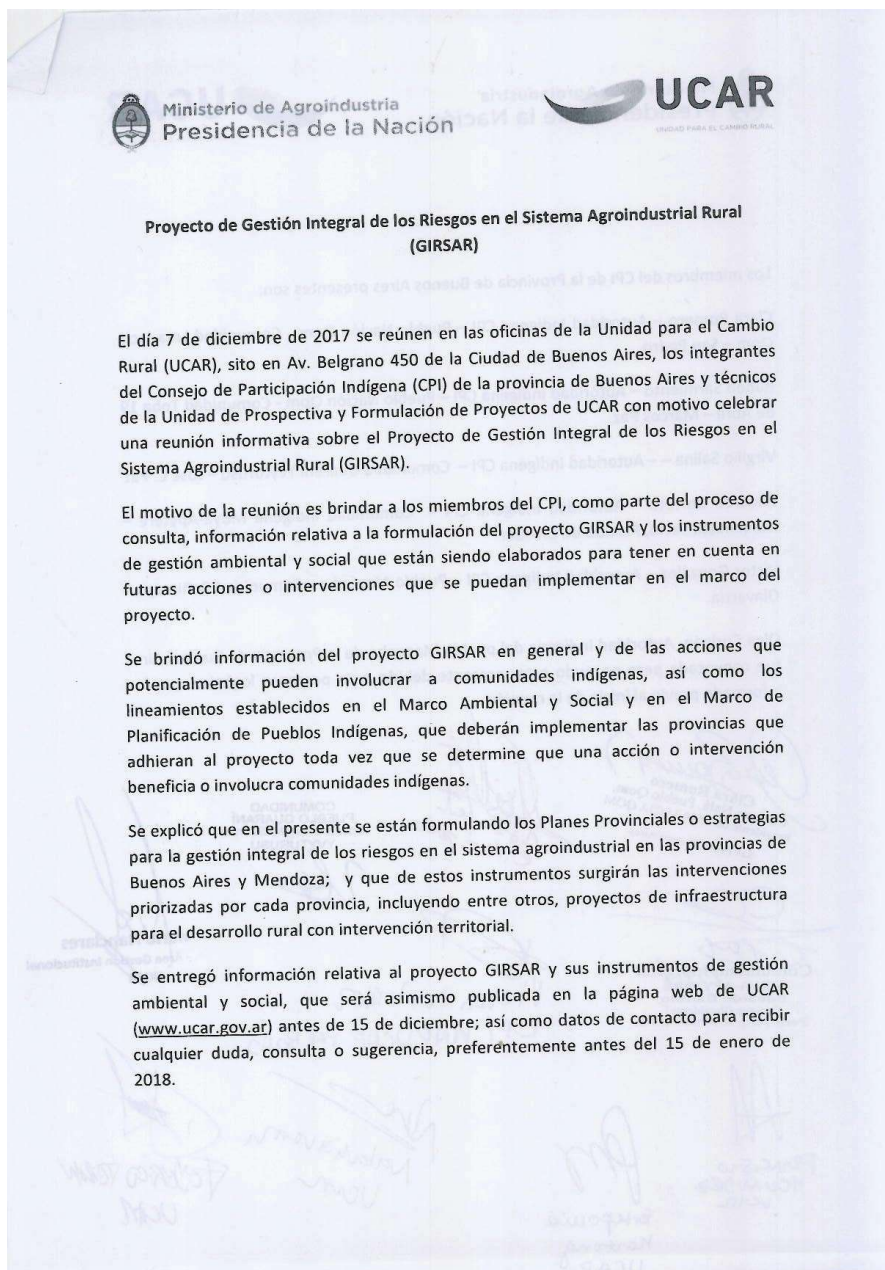 Ministerio de Agroindustria
Presidencia de la Nación
UCAR
UNIDAD PARA EL CAMBIO RURAL
Proyecto de Gestión Integral de los Riesgos en el Sistema Agroindustrial Rural
(GIRSAR)
El día 7 de diciembre de 2017 se reúnen en las oficinas de la Unidad para el Cambio
Rural (UCAR), sito en Av. Belgrano 450 de la Ciudad de Buenos Aires, los integrantes
del Consejo de Participación Indígena (CPI) de la provincia de Buenos Aires y técnicos
de la Unidad de Prospectiva y Formulación de Proyectos de UCAR con motivo celebrar
una reunión informativa sobre el Proyecto de Gestión Integral de los Riesgos en el
Sistema Agroindustrial Rural (GIRSAR).
El motivo de la reunión es brindar a los miembros del CPI, como parte del proceso de
consulta, información relativa a la formulación del proyecto GIRSAR y los instrumentos
de gestión ambiental y social que están siendo elaborados para tener en cuenta en
futuras acciones o intervenciones que se puedan implementar en el marco del
proyecto.
Se brindó información del proyecto GIRSAR en general y de las acciones que
potencialmente pueden involucrar a comunidades indígenas, así como los
lineamientos establecidos en el Marco Ambiental y Social y en el Marco de
Planificación de Pueblos Indígenas, que deberán implementar las provincias que
adhieran al proyecto toda vez que se determine que una acción o intervención
beneficia o involucra comunidades indígenas.
Se explicó que en el presente se están formulando los Planes Provinciales o estrategias
para la gestión integral de los riesgos en el sistema agroindustrial en las provincias de
Buenos Aires y Mendoza; y que de estos instrumentos surgirán las intervenciones
priorizadas por cada provincia, incluyendo entre otros, proyectos de infraestructura
para el desarrollo rural con intervención territorial.
Se entregó información relativa al proyecto GIRSAR y sus instrumentos de gestión
ambiental y social, que será asimismo publicada en la página web de UCAR
(www.ucar.gov.ar) antes de 15 de diciembre; así como datos de contacto para recibir
cualquier duda, consulta o sugerencia, preferentemente antes del 15 de enero de
2018.